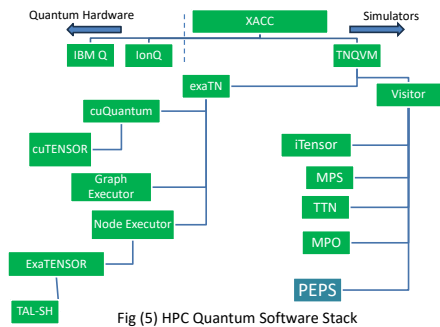 Quantum Hardware
XACC
Simulators
IBM Q
IonQ
TNQVM
exaTN
Visitor
cuQuantum
cuTENSOR
iTensor
Graph
Executor
MPS
TTN
Node Executor
MPO
ExaTENSOR
PEPS
TAL-SH
Fig (5) HPC Quantum Software Stack